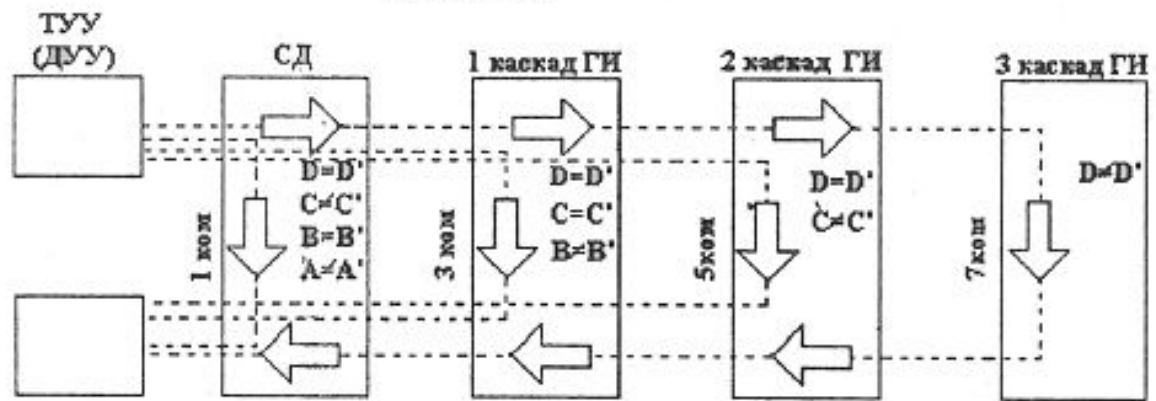 ТУУ
(ДУУ)
СД
1 каскад ГИ
2 каскад ГИ
3 каскад ГИ
1 ком
D=D'
C≠C'
B=B'
A≠A'
3 ком
D=D'
C=C'
B≠B'
5ком
D=D'
C≠C'
7ком
D≠D'